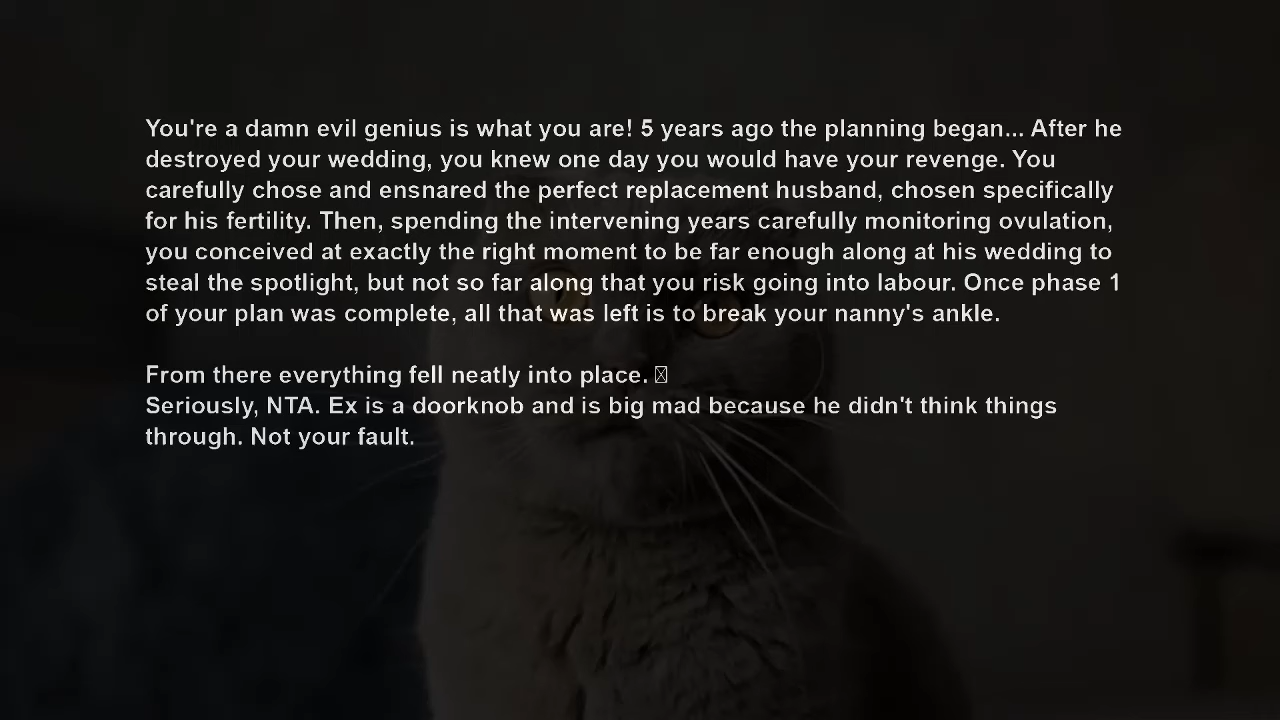 You're a damn evil genius is what you are! 5 years ago the planning began... After he
destroyed your wedding, you knew one day you would have your revenge. You
carefully chose and ensnared the perfect replacement husband, chosen specifically
for his fertility. Then, spending the intervening years carefully monitoring ovulation,
you conceived at exactly the right moment to be far enough along at his wedding to
steal the spotlight, but not so far along that you risk going into labour. Once phase 1
of your plan was complete, all that was left is to break your nanny's ankle.
From there everything fell neatly into place.
Seriously, NTA. Ex is a doorknob and is big mad because he didn't think things
through. Not your fault.